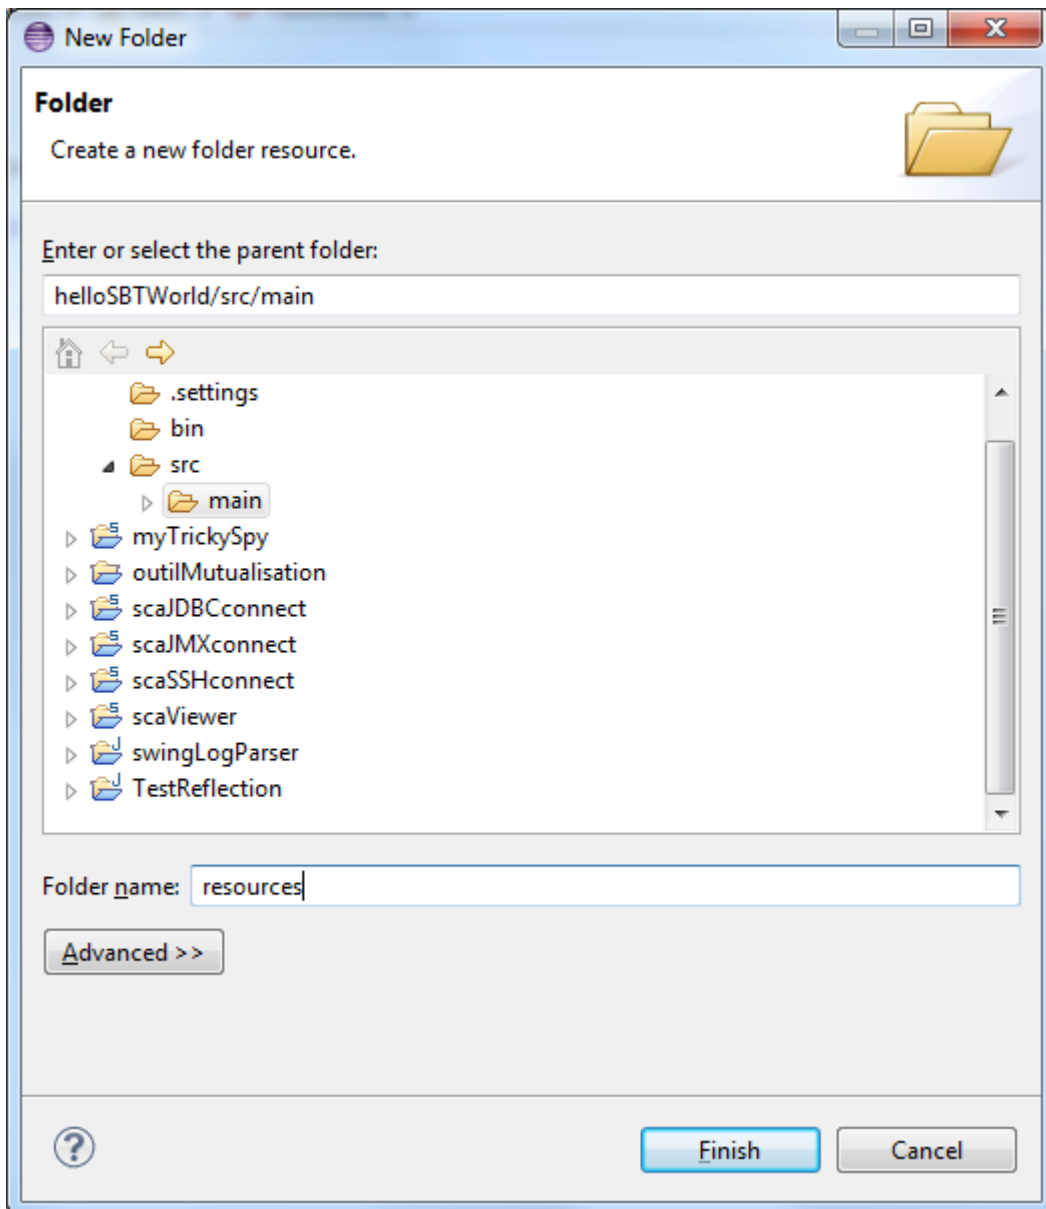 New Folder
Folder
Create a new folder resource.
Enter or select the parent folder:
helloSBTWorld/src/main
.settings
bin
src
main
myTrickySpy
outilMutualisation
scaJDBCconnect
scaJMXconnect
scaSSHconnect
scaViewer
swingLogParser
TestReflection
Folder name: resources
Advanced >>
Finish Cancel